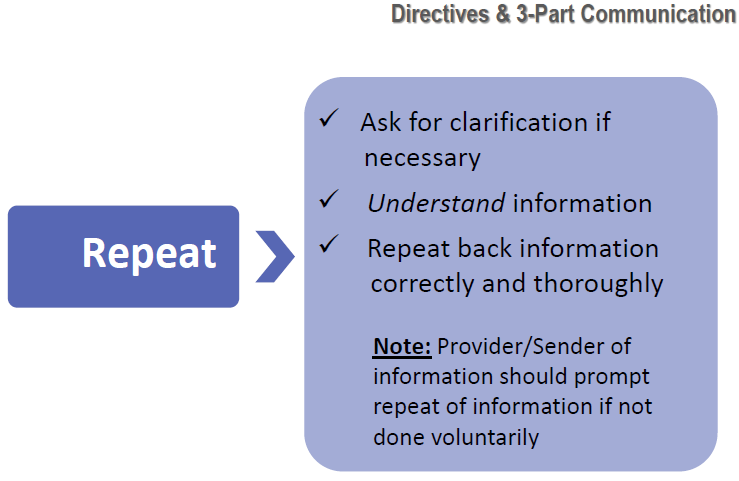 Directives & 3-Part Communication
Repeat
✓ Ask for clarification if
necessary
✓ Understand information
✓ Repeat back information
correctly and thoroughly
Note: Provider/Sender of
information should prompt
repeat of information if not
done voluntarily